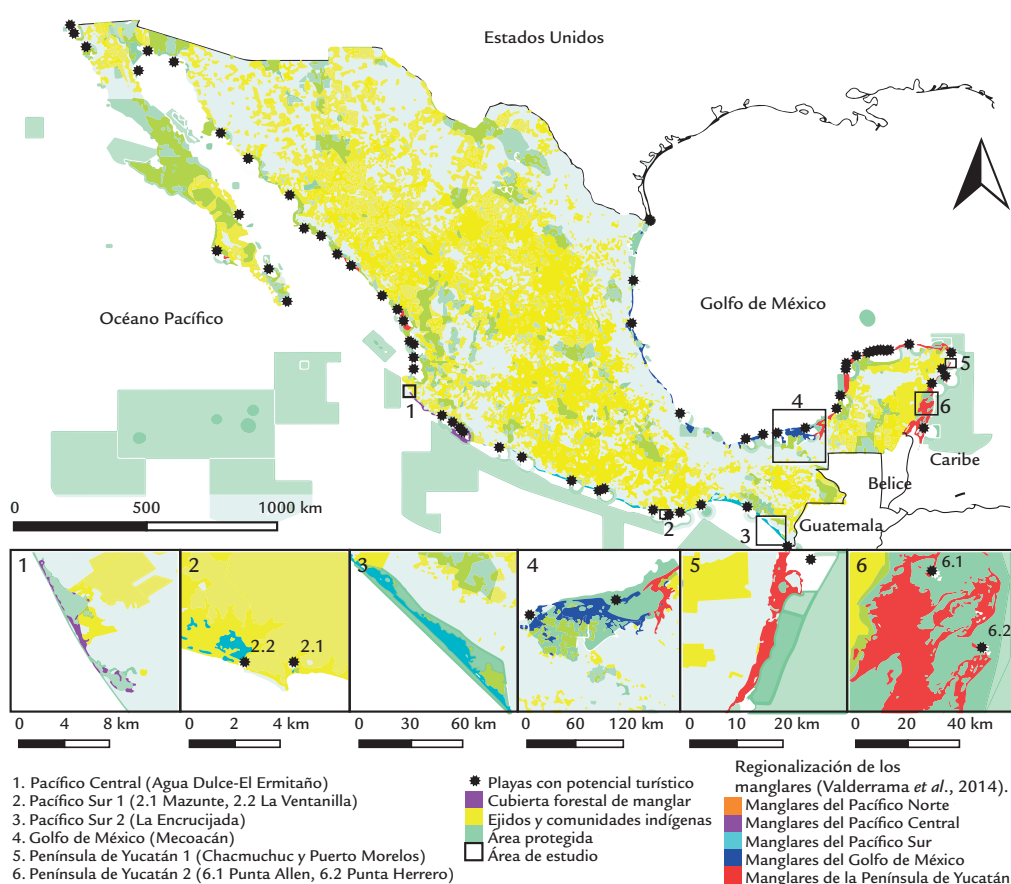 Estados Unidos
Océano Pacífico
Golfo de México
Caribe
Belice
Guatemala
1
2
3
4
5
6
0 500 1000 km
1
2
2.2
2.1
3
4
5
6
6.1
6.2
0 4 8 km
0 2 4 km
0 30 60 km
0 60 120 km
0 10 20 km
0 20 40 km
1. Pacífico Central (Agua Dulce-El Ermitaño)
2. Pacífico Sur 1 (2.1 Mazunte, 2.2 La Ventanilla)
3. Pacífico Sur 2 (La Encrucijada)
4. Golfo de México (Mecoacán)
5. Península de Yucatán 1 (Chacmuchuc y Puerto Morelos)
6. Península de Yucatán 2 (6.1 Punta Allen, 6.2 Punta Herrero)
Playas con potencial turístico
Cubierta forestal de manglar
Ejidos y comunidades indígenas
Área protegida
Área de estudio
Regionalización de los
manglares (Valderrama et al., 2014).
Manglares del Pacífico Norte
Manglares del Pacífico Central
Manglares del Pacífico Sur
Manglares del Golfo de México
Manglares de la Península de Yucatán